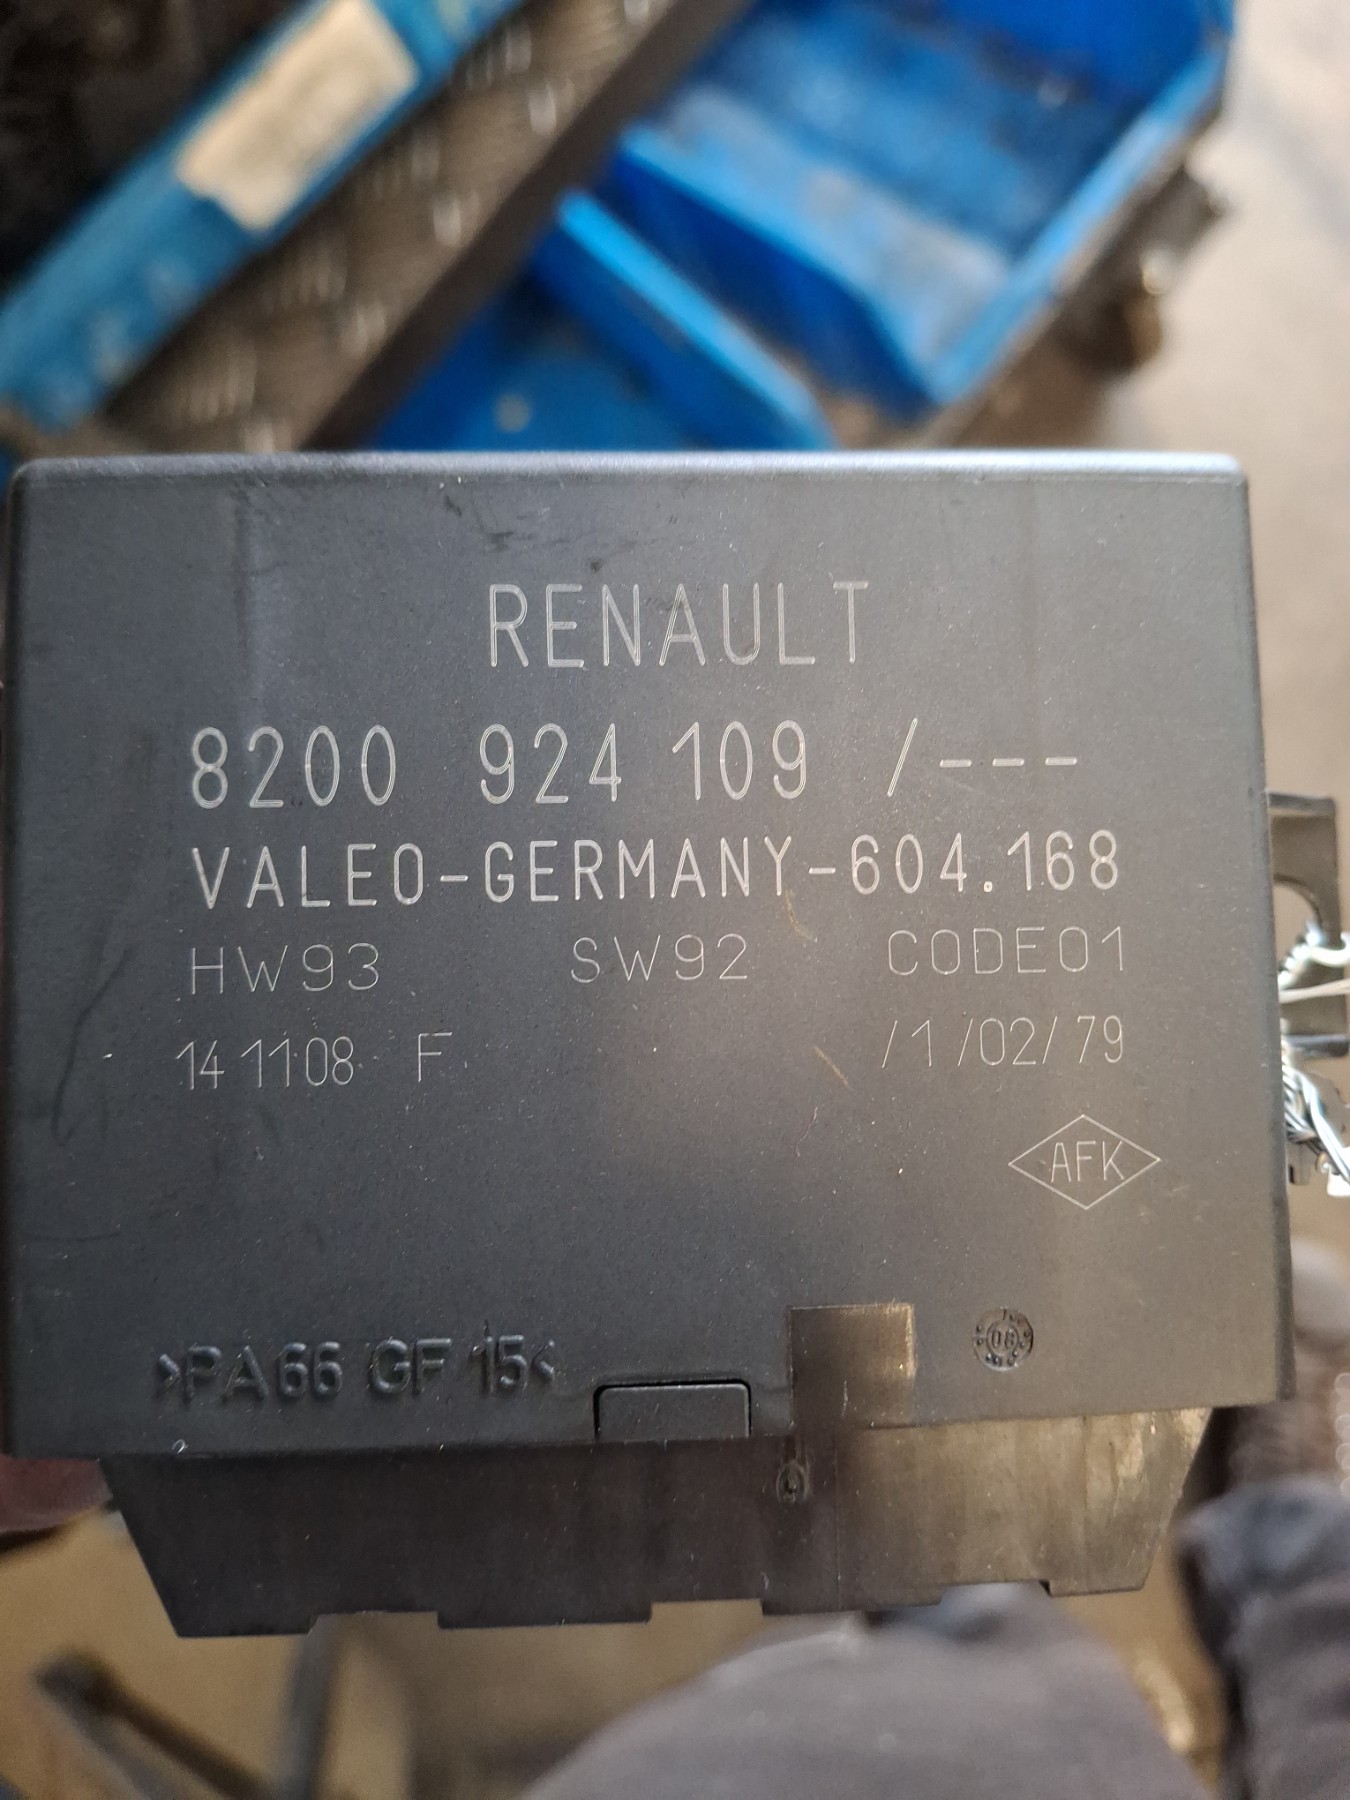 RENAULT
8200 924 109 /---
VALEO-GERMANY-604.168
HW93 SW92 CODE01
141108 F /1/02/79
AFK
>PA66 GF 15<
08